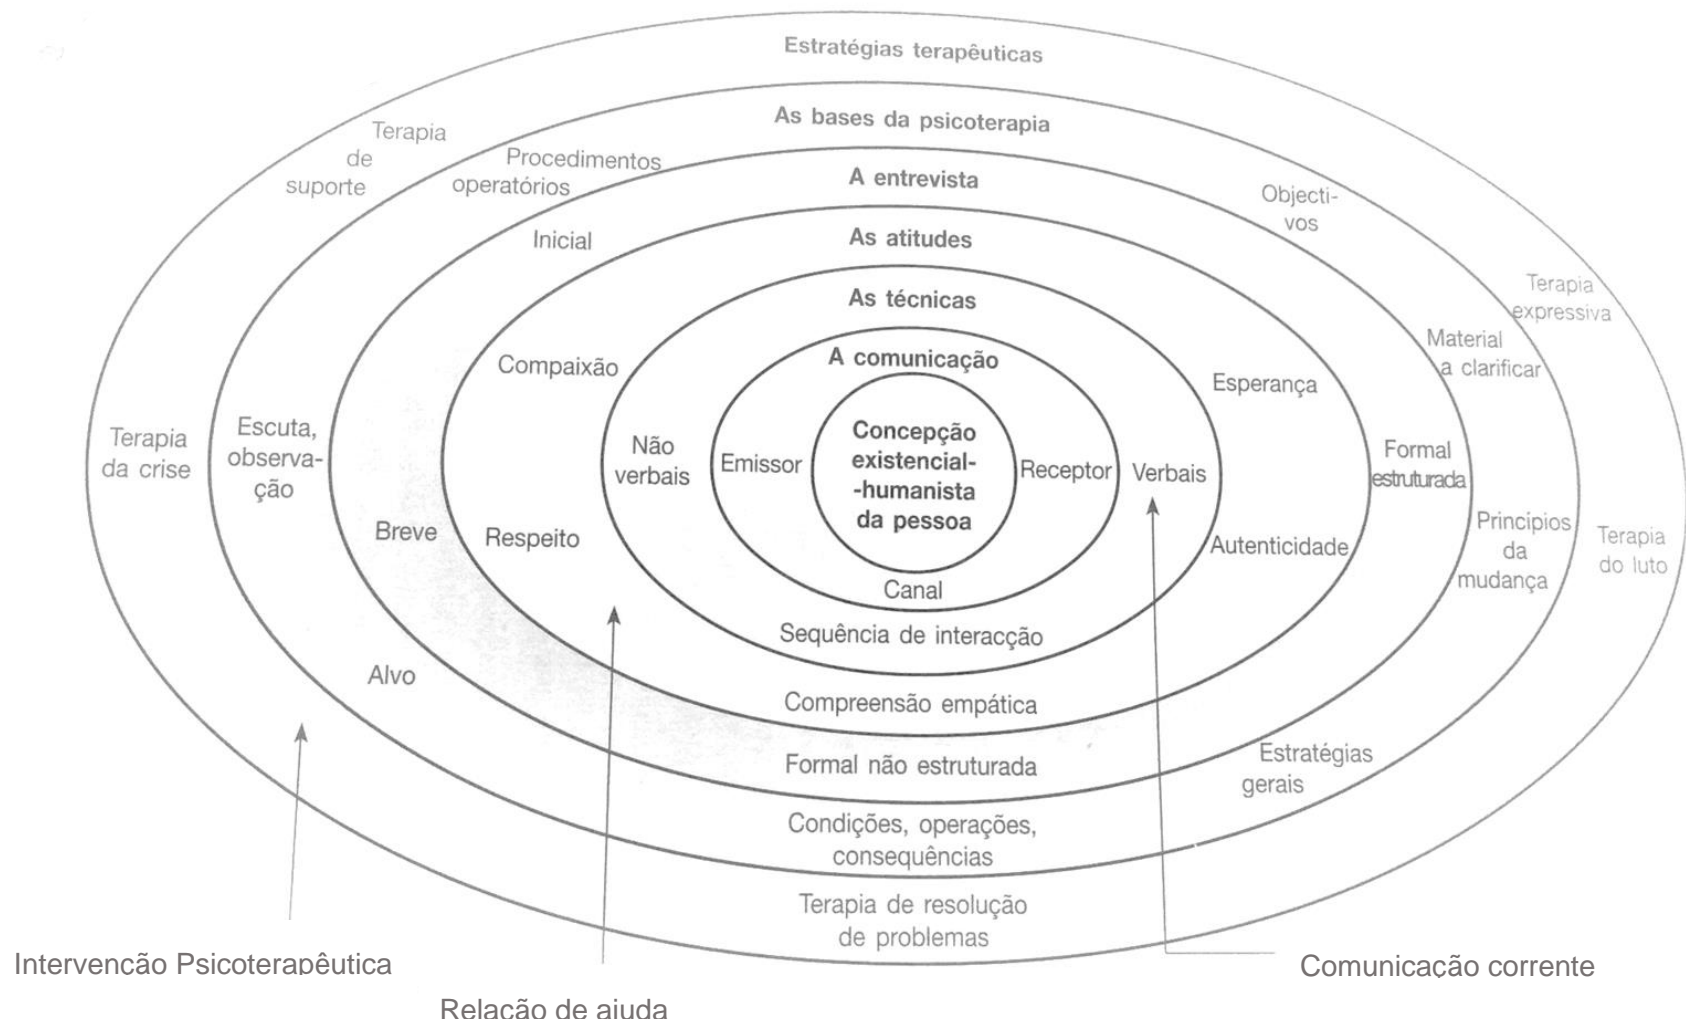 Estratégias terapêuticas
As bases da psicoterapia
A entrevista
As atitudes
As técnicas
A comunicação
Concepção
existencial-
-humanista
da pessoa
Emissor
Receptor
Canal
Não
verbais
Verbais
Sequência de interacção
Compaixão
Esperança
Respeito
Autenticidade
Compreensão empática
Inicial
Formal
estruturada
Breve
Alvo
Formal não estruturada
Procedimentos
operatórios
Objecti-
vos
Material
a clarificar
Escuta,
observa-
ção
Princípios
da
mudança
Estratégias
gerais
Condições, operações,
consequências
Terapia
de
suporte
Terapia
expressiva
Terapia
da crise
Terapia
do luto
Terapia de resolução
de problemas
Intervenção Psicoterapêutica
Relação de ajuda
Comunicação corrente